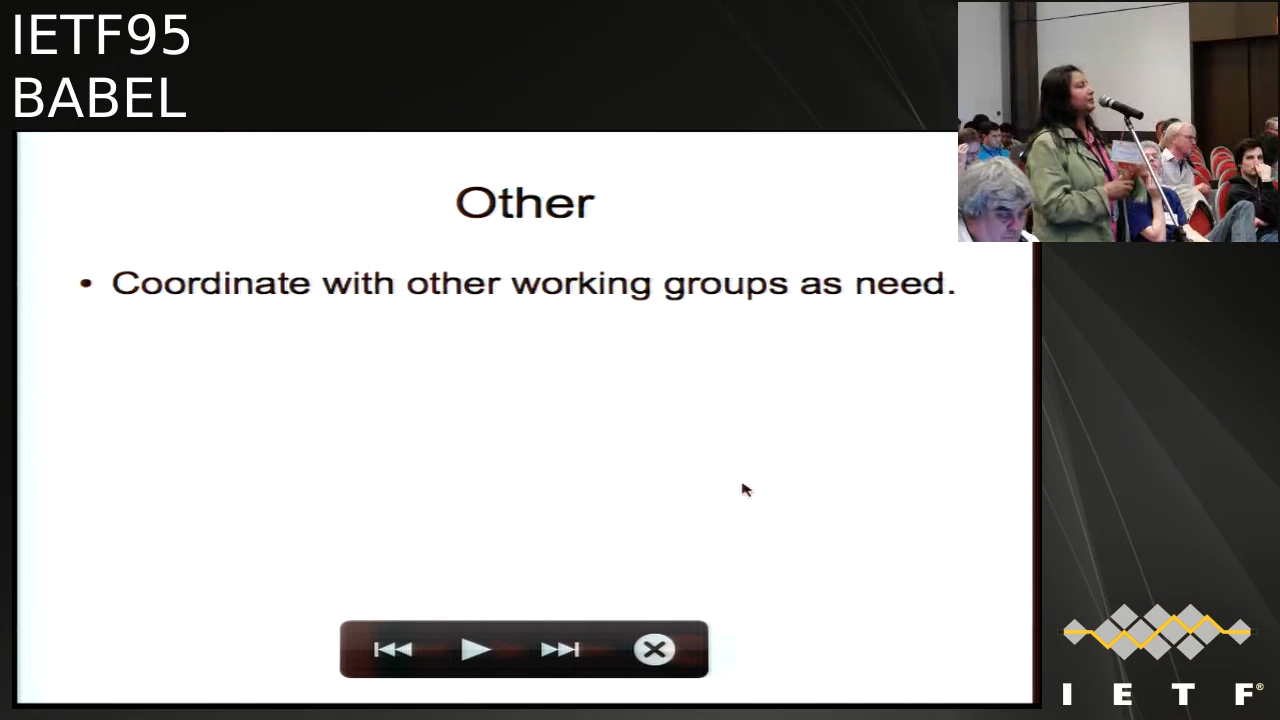 IETF95
BABEL
Other
• Coordinate with other working groups as need.
I E T F®